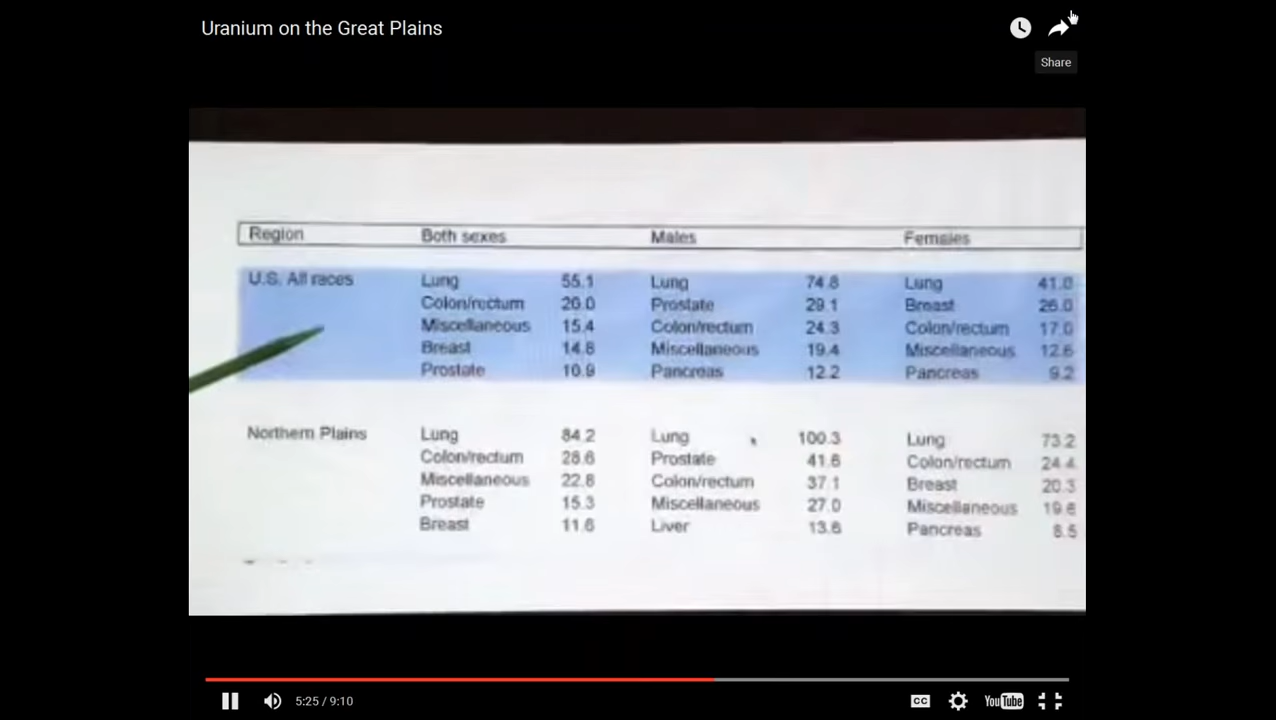 Uranium on the Great Plains
Share
Region Both sexes Males Females
U.S. All races Lung 55.1 Lung 74.8 Lung 41.0
Colon/rectum 20.0 Prostate 29.1 Breast 26.0
Miscellaneous 15.4 Colon/rectum 24.3 Colon/rectum 17.0
Breast 14.8 Miscellaneous 19.4 Miscellaneous 12.6
Prostate 10.9 Pancreas 12.2 Pancreas 9.2
Northern Plains Lung 84.2 Lung 100.3 Lung 73.2
Colon/rectum 28.6 Prostate 41.6 Colon/rectum 24.4
Miscellaneous 22.8 Colon/rectum 37.1 Breast 20.3
Prostate 15.3 Miscellaneous 27.0 Miscellaneous 19.6
Breast 11.6 Liver 13.6 Pancreas 8.5
5:25 / 9:10
CC
YouTube